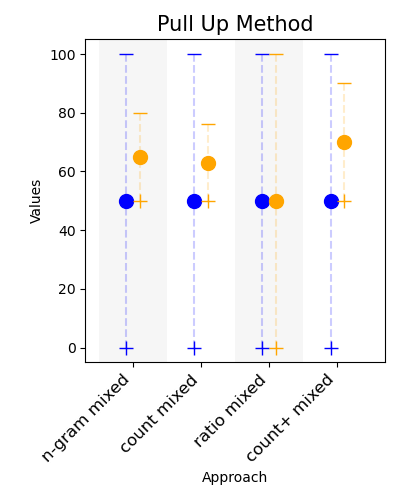 Pull Up Method
100
80
60
40
20
0
Values
n-gram mixed
count mixed
ratio mixed
count+ mixed
Approach